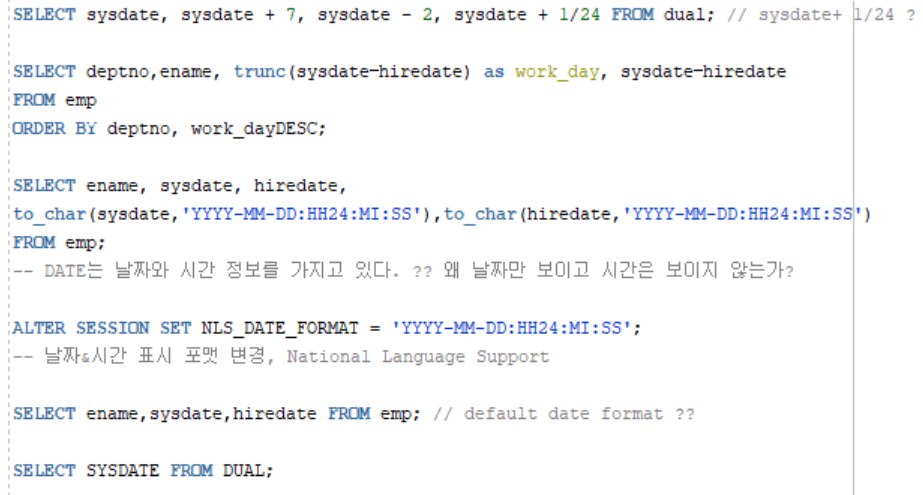 SELECT sysdate, sysdate + 7, sysdate - 2, sysdate + 1/24 FROM dual; // sysdate+ 1/24 ?
SELECT deptno,ename, trunc(sysdate-hiredate) as work_day, sysdate-hiredate
FROM emp
ORDER BY deptno, work_dayDESC;
SELECT ename, sysdate, hiredate,
to_char(sysdate,'YYYY-MM-DD:HH24:MI:SS'),to_char(hiredate,'YYYY-MM-DD:HH24:MI:SS')
FROM emp;
-- DATE는 날짜와 시간 정보를 가지고 있다. ?? 왜 날짜만 보이고 시간은 보이지 않는가?
ALTER SESSION SET NLS_DATE_FORMAT = 'YYYY-MM-DD:HH24:MI:SS';
-- 날짜&시간 표시 포맷 변경, National Language Support
SELECT ename,sysdate,hiredate FROM emp; // default date format ??
SELECT SYSDATE FROM DUAL;